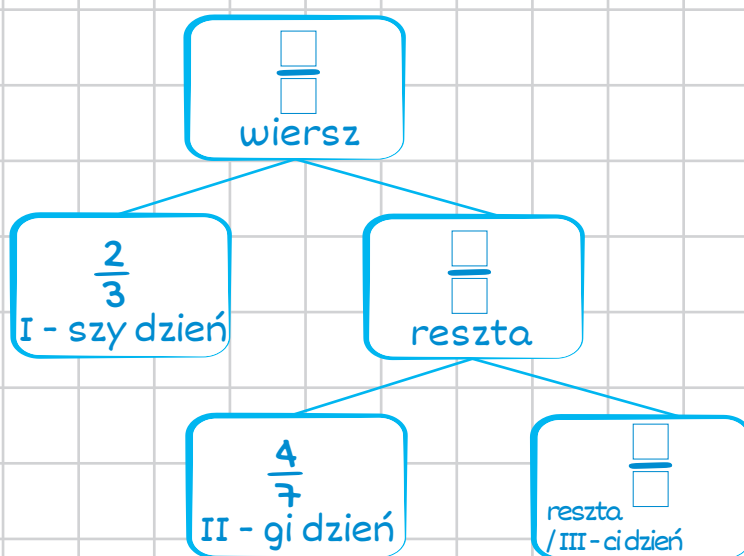 wiersz
2
3
I - szy dzień
reszta
4
7
II - gi dzień
reszta
/ III - ci dzień